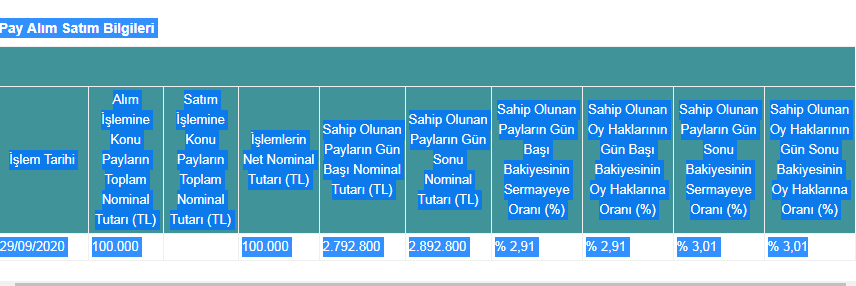 Pay Alım Satım Bilgileri
İşlem Tarihi
Alım
İşlemine
Konu
Payların
Toplam
Nominal
Tutarı (TL)
Satım
İşlemine
Konu
Payların
Toplam
Nominal
Tutarı (TL)
İşlemlerin
Net Nominal
Tutarı (TL)
Sahip Olunan
Payların Gün
Başı Nominal
Tutarı (TL)
Sahip Olunan
Payların Gün
Sonu
Nominal
Tutarı (TL)
Sahip Olunan
Payların Gün
Başı
Bakiyesinin
Sermayeye
Oranı (%)
Sahip Olunan
Oy Haklarının
Gün Başı
Bakiyesinin
Oy Haklarına
Oranı (%)
Sahip Olunan
Payların Gün
Sonu
Bakiyesinin
Sermayeye
Oranı (%)
Sahip Olunan
Oy Haklarının
Gün Sonu
Bakiyesinin
Oy Haklarına
Oranı (%)
29/09/2020 100.000 100.000 2.792.800 2.892.800 % 2,91 % 2,91 % 3,01 % 3,01